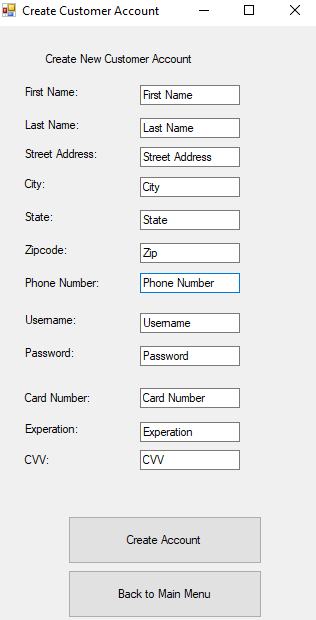 Create Customer Account
Create New Customer Account
First Name: First Name
Last Name: Last Name
Street Address: Street Address
City: City
State: State
Zipcode: Zip
Phone Number: Phone Number
Username: Username
Password: Password
Card Number: Card Number
Experation: Experation
CVV: CVV
Create Account
Back to Main Menu